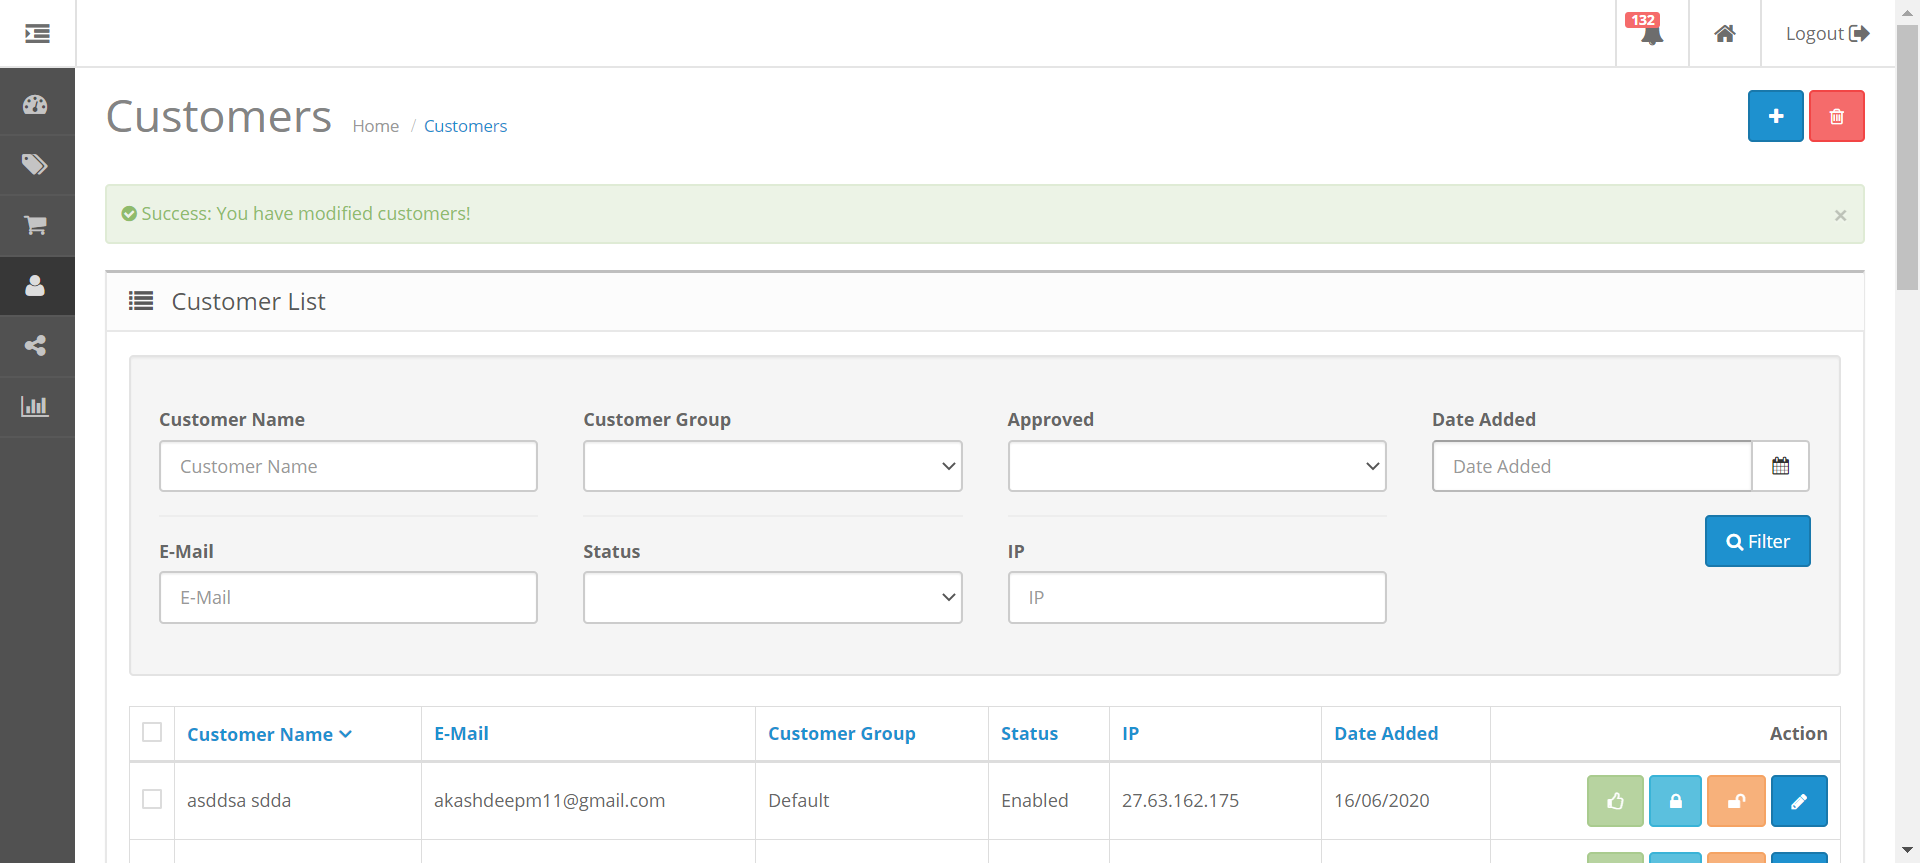 132
Logout
Customers
Home / Customers
Success: You have modified customers!
×
Customer List
Customer Name
Customer Group
Approved
Date Added
Customer Name
Date Added
E-Mail
Status
IP
Filter
E-Mail
IP
Customer Name E-Mail Customer Group Status IP Date Added Action
asddsa sdda akashdeepm11@gmail.com Default Enabled 27.63.162.175 16/06/2020